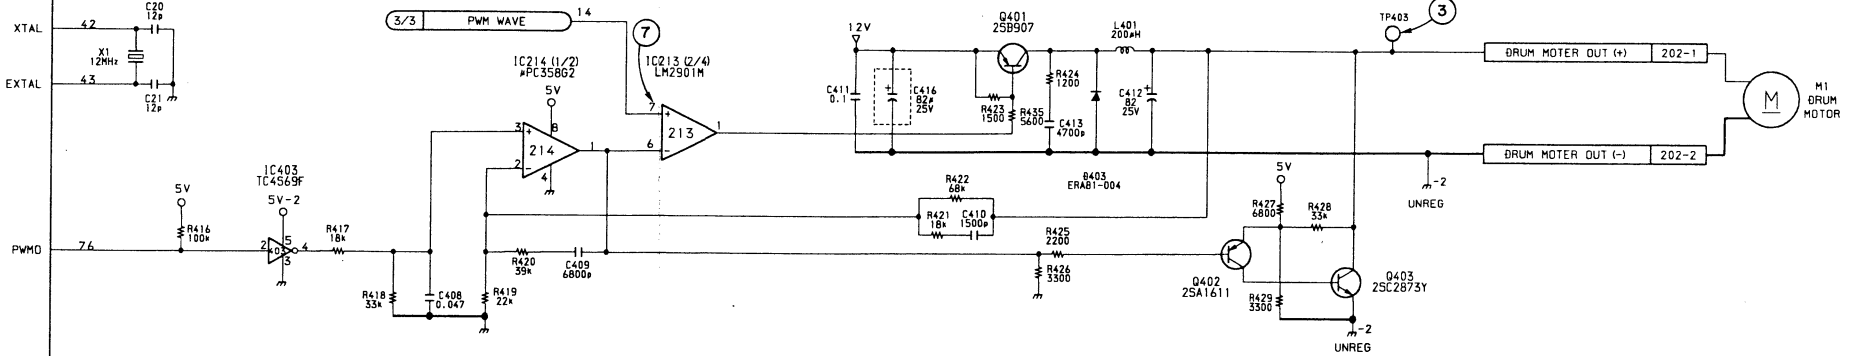 XTAL
42
C20
12p
X1
12MHz
EXTAL
43
C21
12p
3/3
PWM WAVE
14
7
IC214 (1/2)
μPC358G2
5V
8
3
+
214
1
2
-
4
IC213 (2/4)
LM2901M
7
+
213
1
6
-
12V
C411
0.1
+
C416
82μ
25V
Q401
2SB907
R423
1500
R435
5600
R424
1200
C413
4700p
L401
200μH
+
C412
82
25V
D403
ERA81-004
TP403
3
DRUM MOTER OUT (+)
202-1
M
M1
DRUM
MOTOR
DRUM MOTER OUT (-)
202-2
-2
UNREG
PWMD
76
5V
R416
100k
IC403
TC4S69F
5V-2
2
5
403
4
3
R417
18k
R418
33k
C408
0.047
R419
22k
R420
39k
C409
6800p
R422
68k
R421
18k
C410
1500p
R425
2200
R426
3300
5V
R427
6800
R428
33k
Q402
2SA1611
R429
3300
Q403
2SC2873Y
-2
UNREG